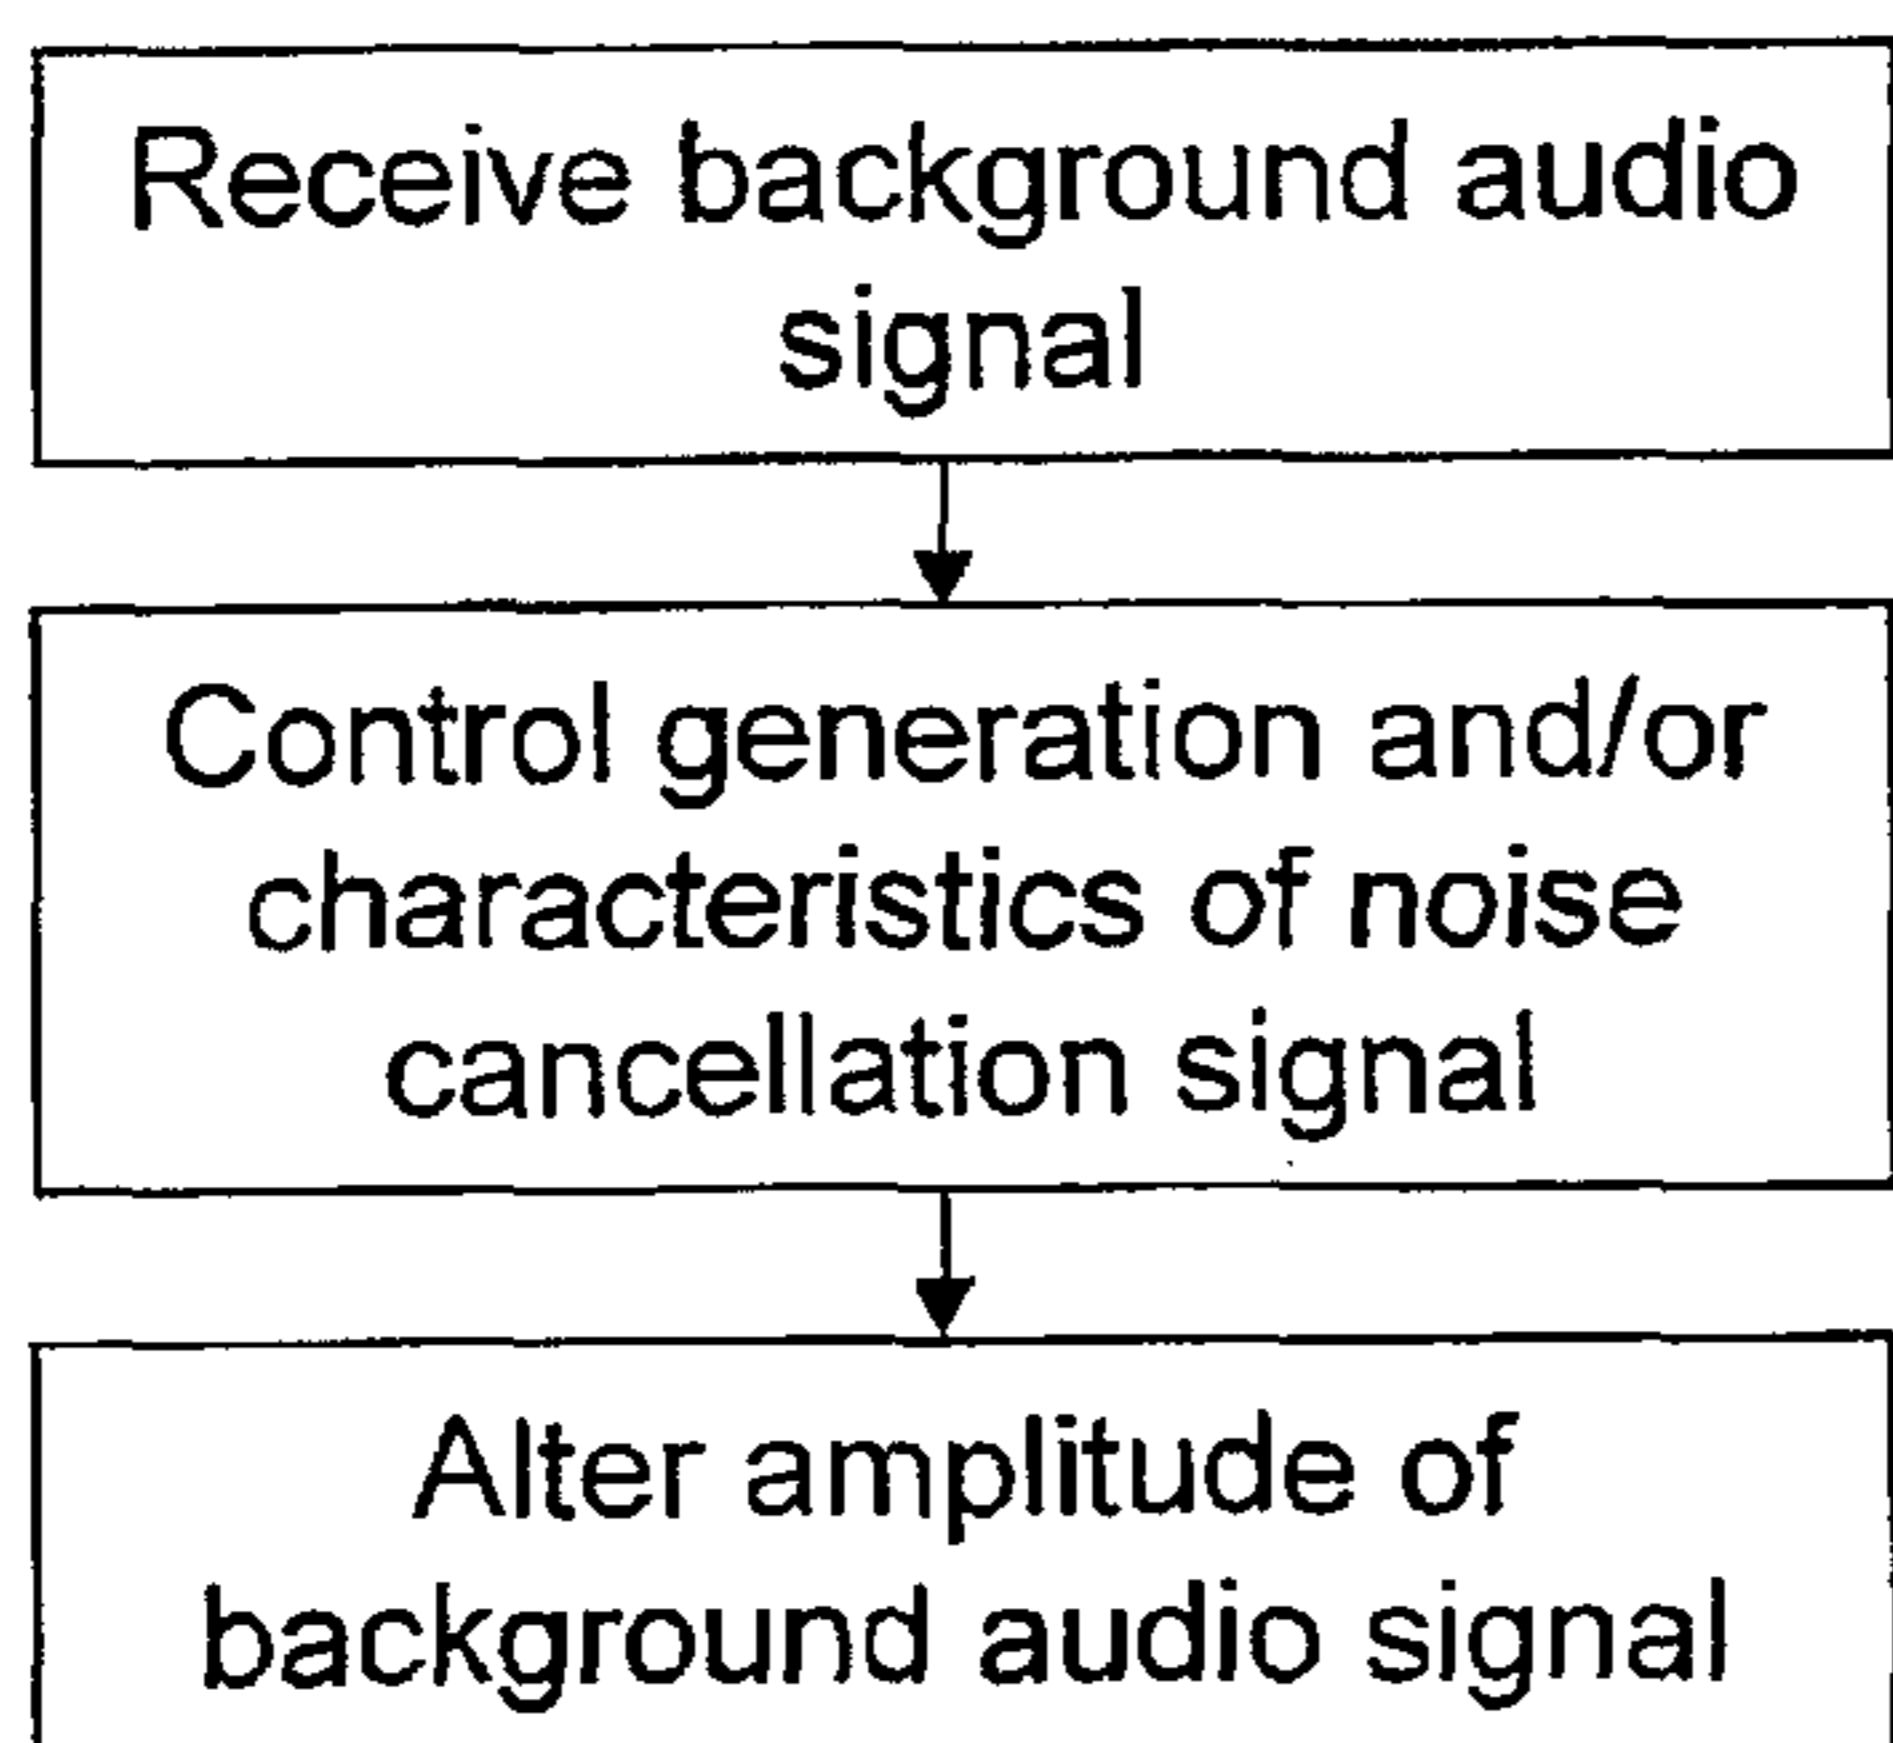 Receive background audio
signal
Control generation and/or
characteristics of noise
cancellation signal
Alter amplitude of
background audio signal